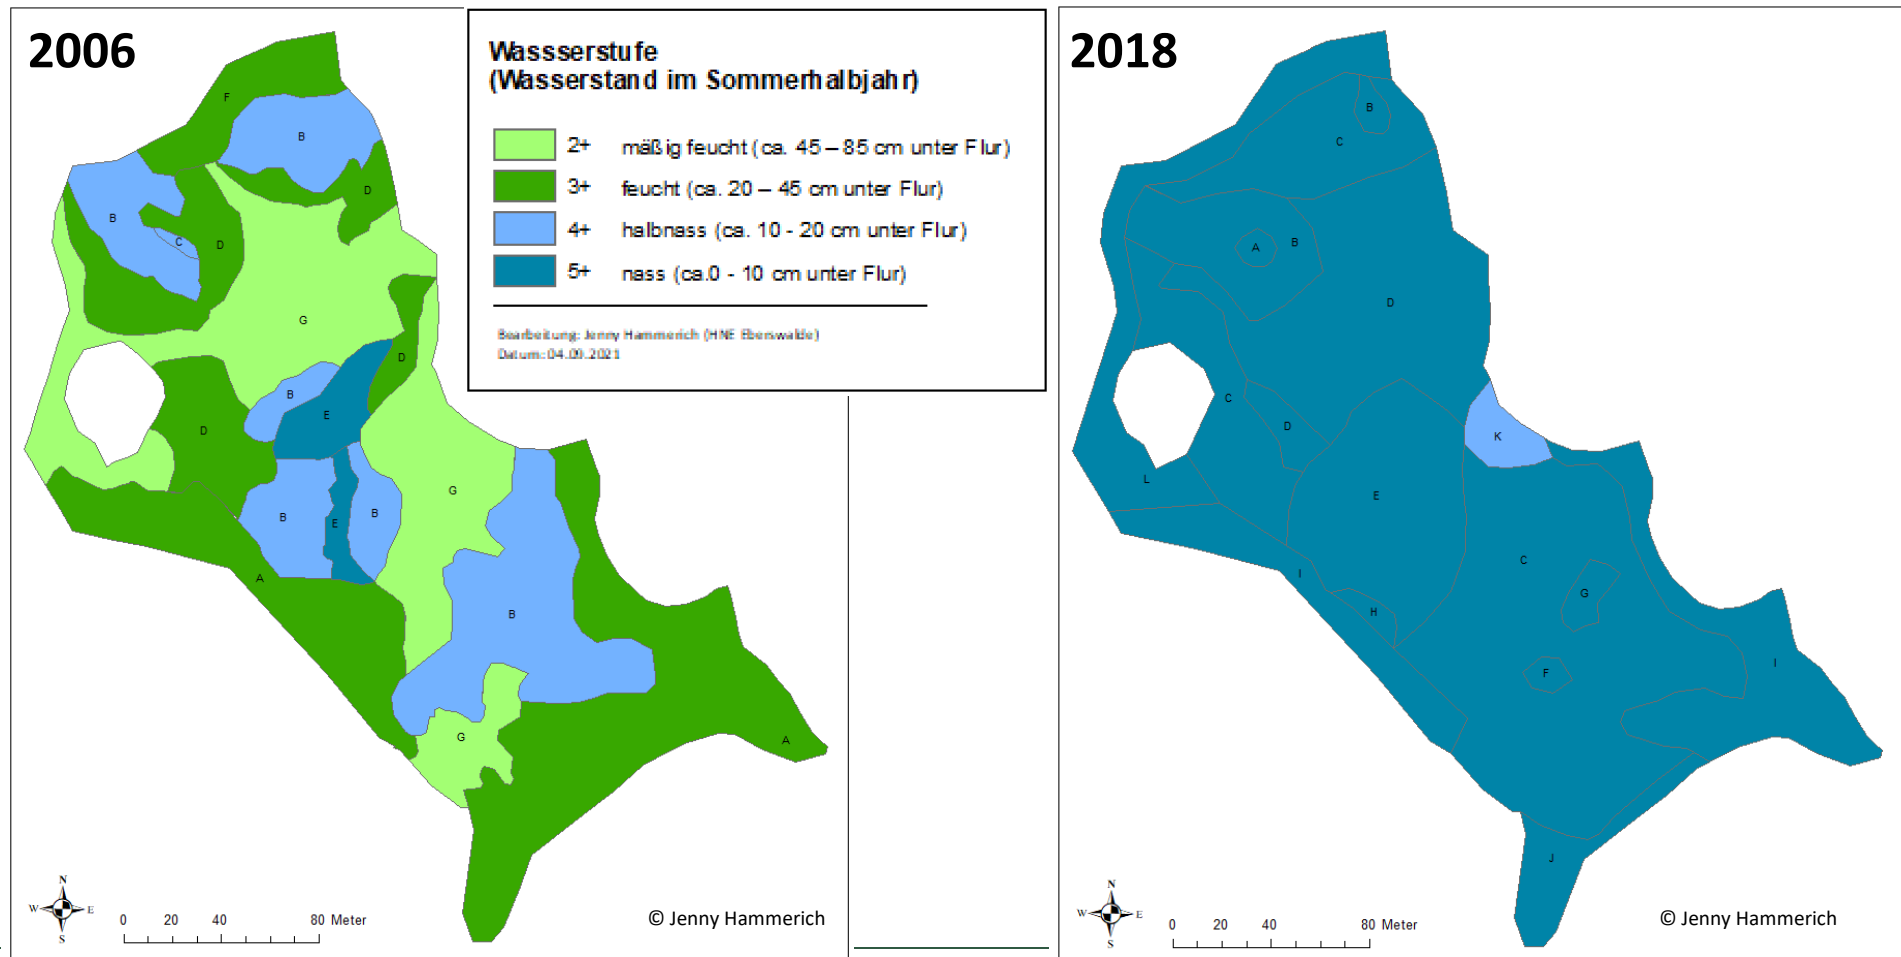 2006
Wassserstufe
(Wasserstand im Sommerhalbjahr)
2+ mäßig feucht (ca. 45 – 85 cm unter Flur)
3+ feucht (ca. 20 – 45 cm unter Flur)
4+ halbnass (ca. 10 - 20 cm unter Flur)
5+ nass (ca.0 - 10 cm unter Flur)
Bearbeitung: Jenny Hammerich (HNE Eberswalde)
Datum: 04.09.2021
F
B
D
B
C
D
G
D
B
E
D
G
B
E
B
A
B
G
A
N
W E
S
0 20 40 80 Meter
© Jenny Hammerich
2018
B
C
A
B
D
C
D
K
L
E
C
I
G
H
I
F
J
N
W E
S
0 20 40 80 Meter
© Jenny Hammerich